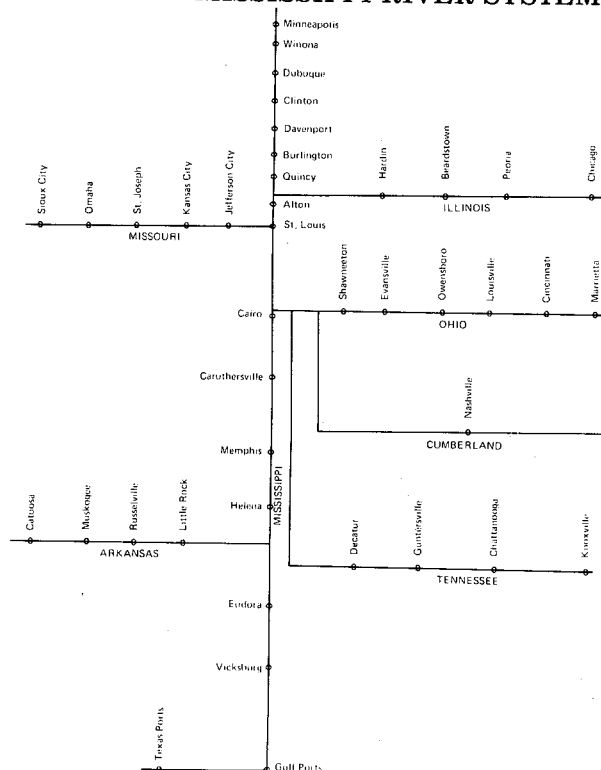 MISSISSIPPI RIVER SYSTEM
Minneapolis
Winona
Dubuque
Clinton
Davenport
Burlington
Quincy
Hardin
Beardstown
Peoria
Chicago
ILLINOIS
Alton
St. Louis
Sioux City
Omaha
St. Joseph
Kansas City
Jefferson City
MISSOURI
Shawneeton
Evansville
Owensboro
Louisville
Cincinnati
Marrietta
OHIO
Cairo
Caruthersville
Nashville
CUMBERLAND
Memphis
MISSISSIPPI
Helena
Catoosa
Muskogee
Russelville
Little Rock
ARKANSAS
Decatur
Guntersville
Chattanooga
Knoxville
TENNESSEE
Eudora
Vicksburg
Texas Ports
Gulf Ports